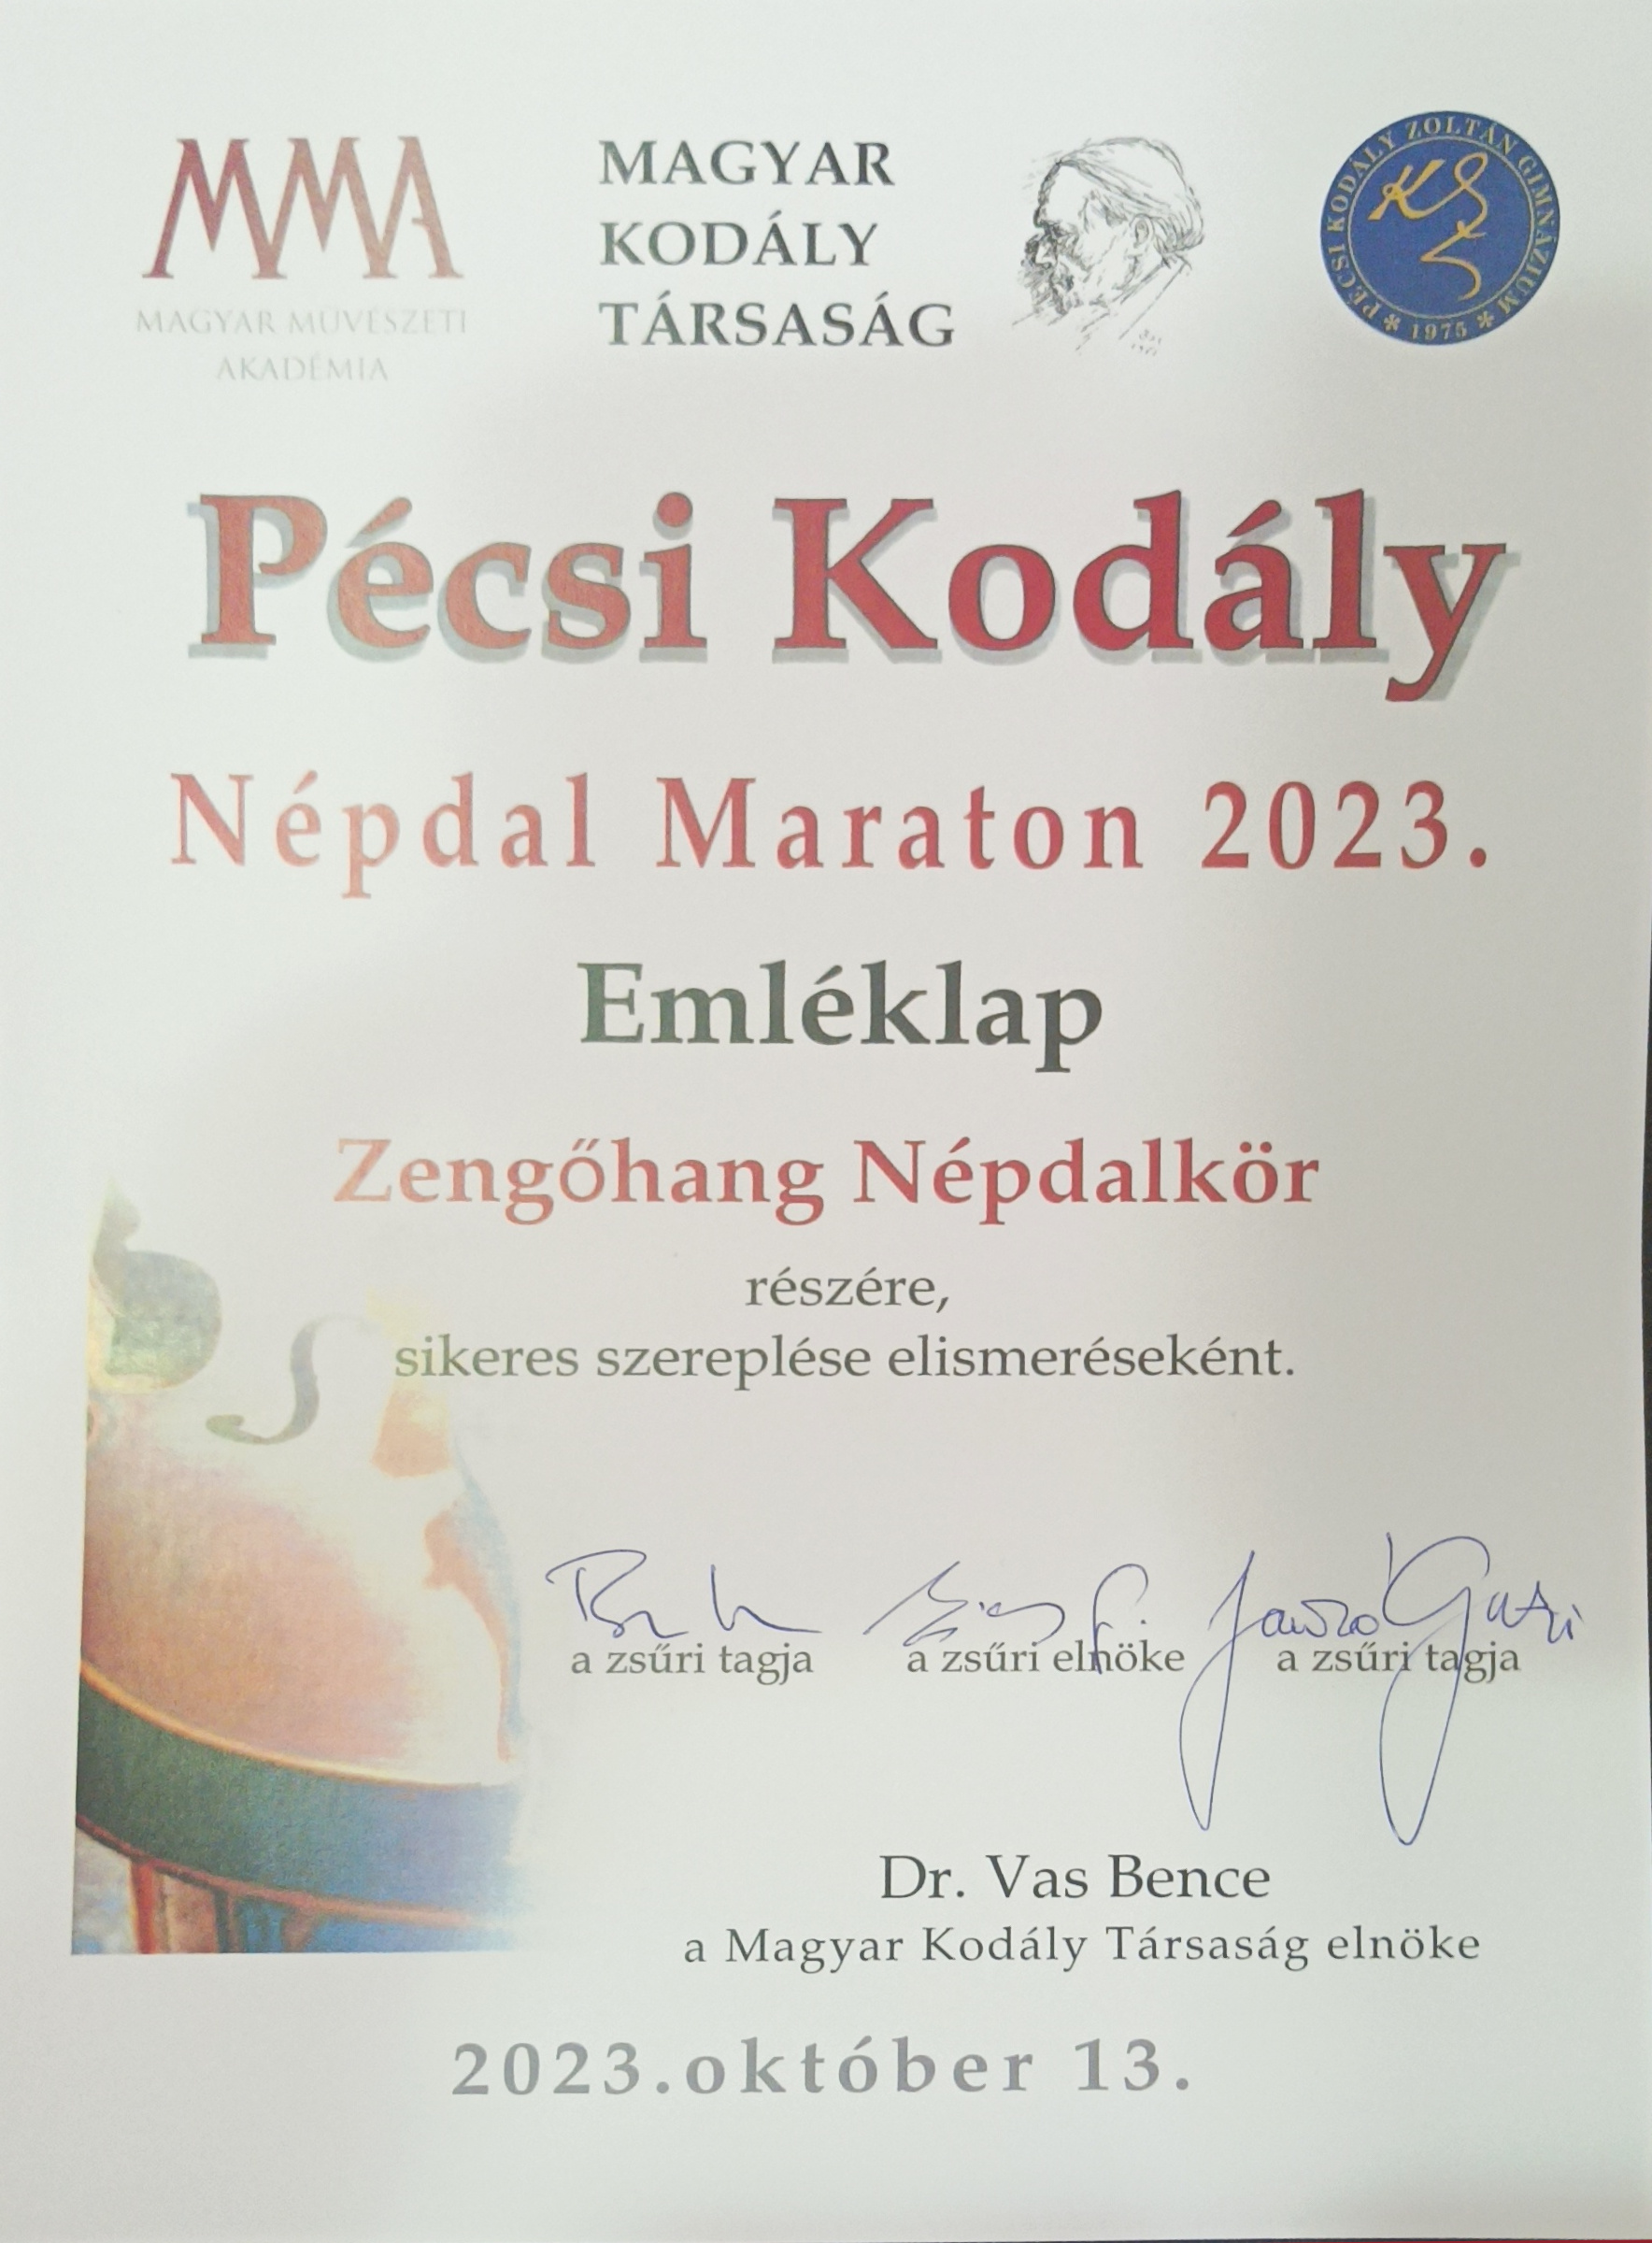 MMA
MAGYAR MŰVÉSZETI
AKADÉMIA
MAGYAR
KODÁLY
TÁRSASÁG
PÉCSI KODÁLY ZOLTÁN GIMNÁZIUM
* 1975 *
Pécsi Kodály
Népdal Maraton 2023.
Emléklap
Zengőhang Népdalkör
részére,
sikeres szereplése elismeréseként.
a zsűri tagja
a zsűri elnöke
a zsűri tagja
Dr. Vas Bence
a Magyar Kodály Társaság elnöke
2023.október 13.